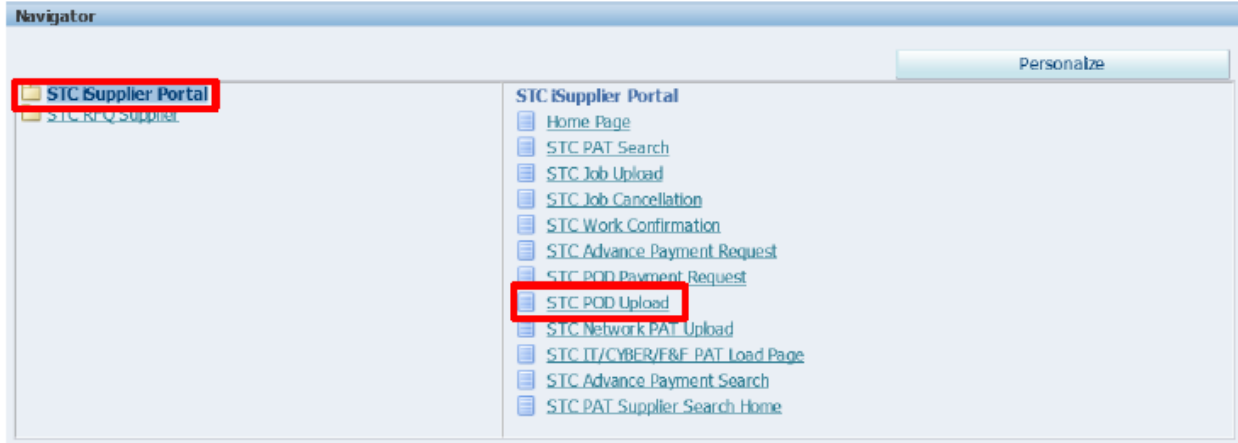 Navigator
Personalize
STC iSupplier Portal
STC RFQ Supplier
STC iSupplier Portal
Home Page
STC PAT Search
STC Job Upload
STC Job Cancellation
STC Work Confirmation
STC Advance Payment Request
STC POD Payment Request
STC POD Upload
STC Network PAT Upload
STC IT/CYBER/F&F PAT Load Page
STC Advance Payment Search
STC PAT Supplier Search Home